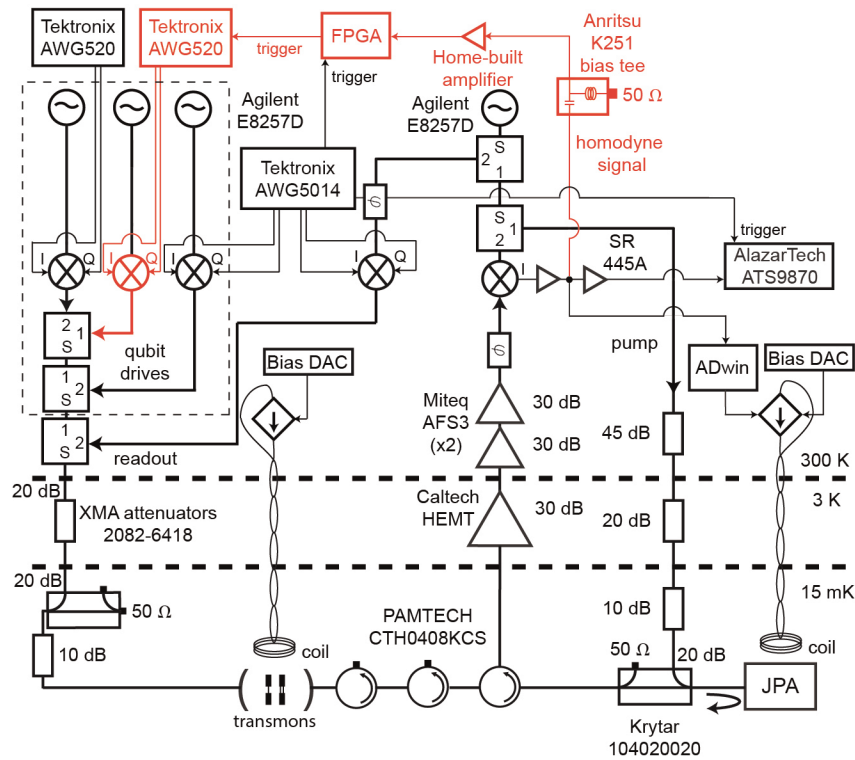 Tektronix
AWG520
Tektronix
AWG520
trigger
FPGA
trigger
Home-built
amplifier
Anritsu
K251
bias tee
50 Ω
homodyne
signal
Agilent
E8257D
Agilent
E8257D
Tektronix
AWG5014
S
2
1
ϕ
S
1
2
I
Q
I
Q
I
Q
I
Q
I
SR
445A
trigger
AlazarTech
ATS9870
2
1
S
qubit
drives
1
2
S
1
2
S
readout
Bias DAC
ϕ
pump
ADwin
Bias DAC
Miteq
AFS3
(x2)
30 dB
30 dB
45 dB
300 K
20 dB
XMA attenuators
2082-6418
Caltech
HEMT
30 dB
20 dB
3 K
20 dB
50 Ω
10 dB
coil
PAMTECH
CTH0408KCS
10 dB
15 mK
50 Ω
20 dB
coil
transmons
JPA
Krytar
104020020